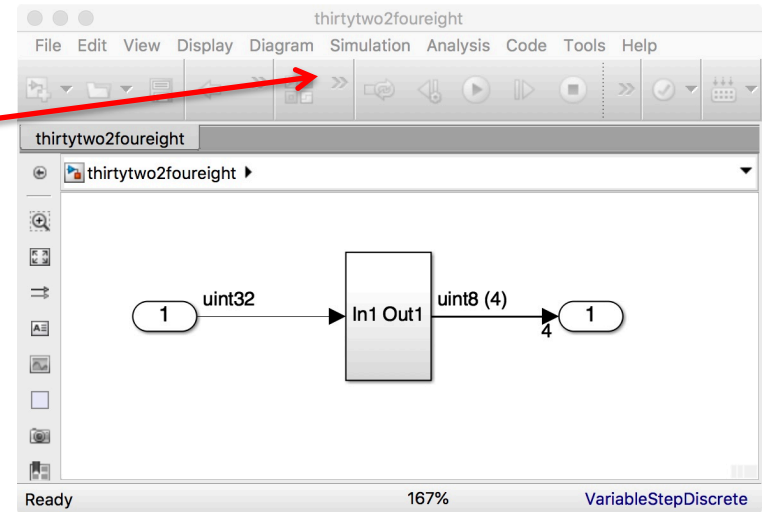 thirtytwo2foureight
File Edit View Display Diagram Simulation Analysis Code Tools Help
thirtytwo2foureight
thirtytwo2foureight
1 uint32 In1 Out1 uint8 (4) 4 1
Ready 167% VariableStepDiscrete